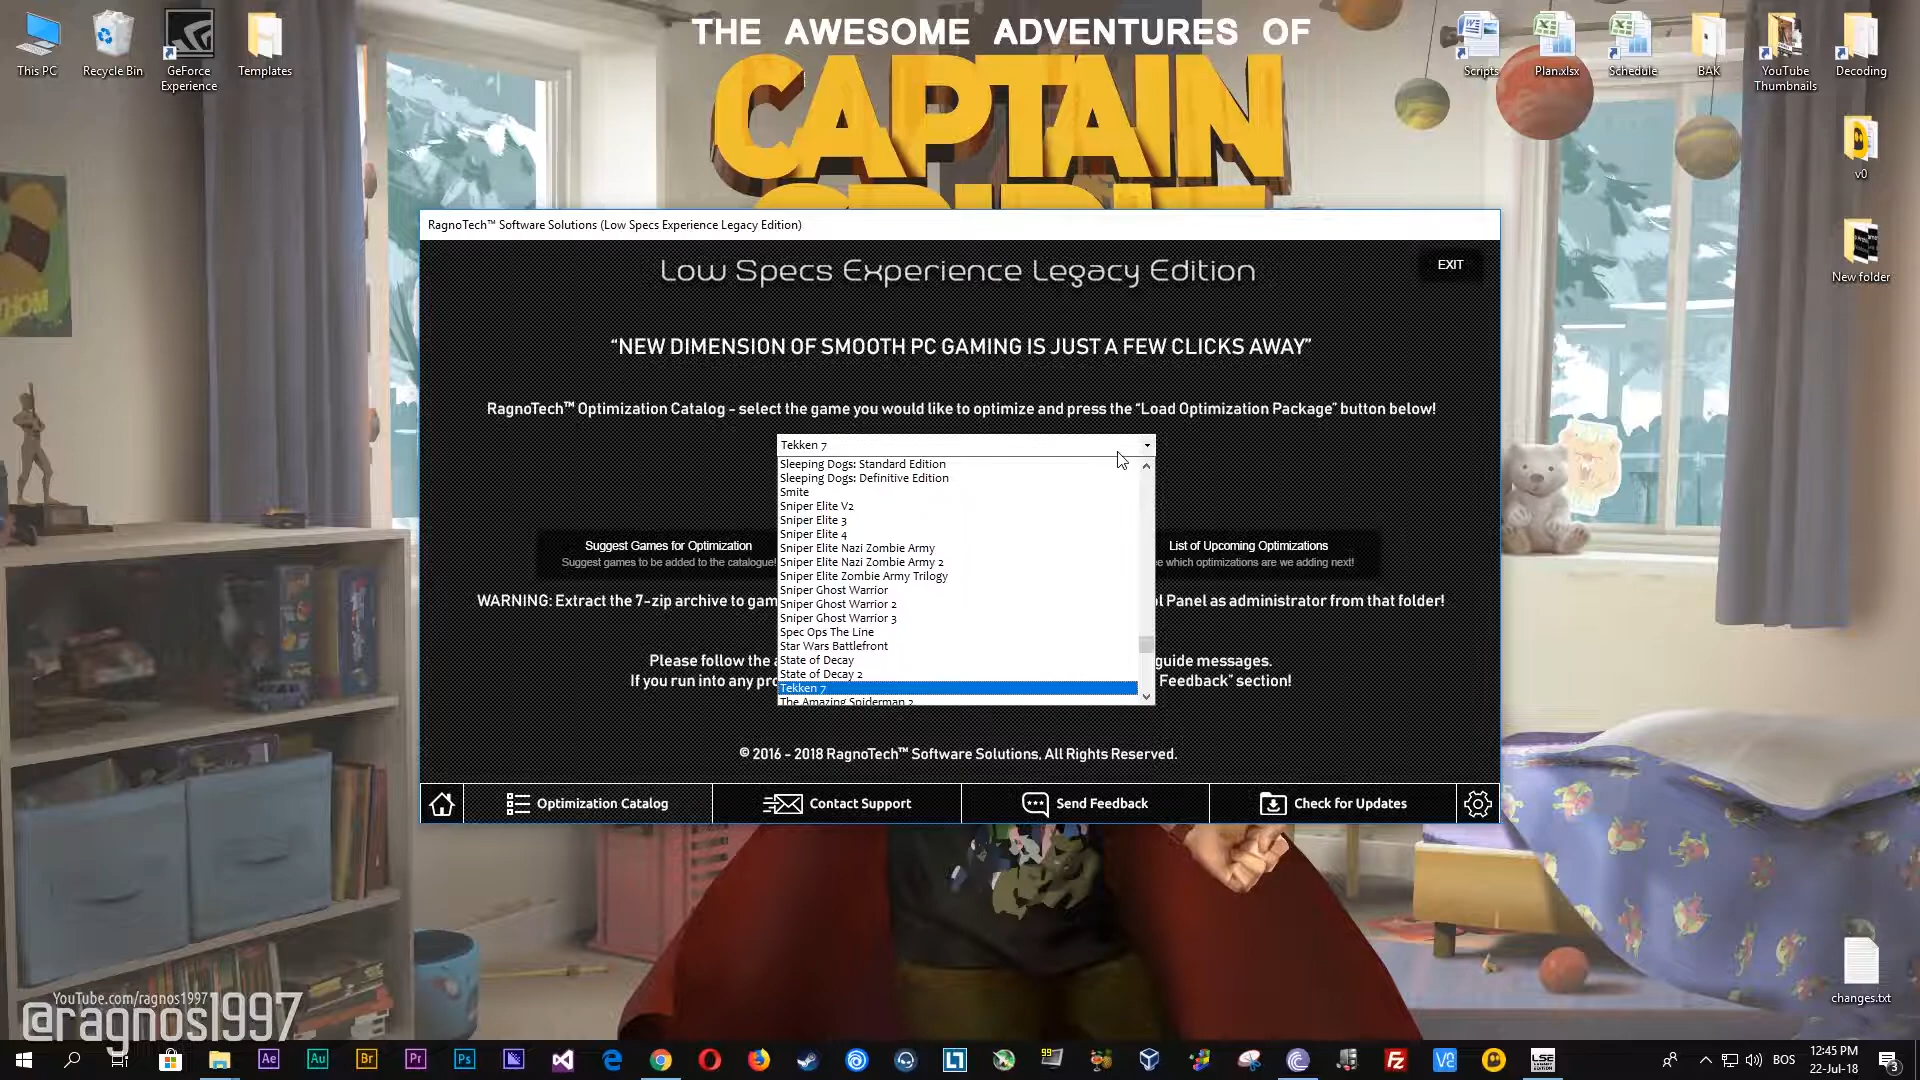 THE AWESOME ADVENTURES OF
CAPTAIN
SPIRIT
This PC
Recycle Bin
GeForce Experience
Templates
Scripts
Plan.xlsx
Schedule
BAK
YouTube Thumbnails
Decoding
v0
New folder
RagnoTech™ Software Solutions (Low Specs Experience Legacy Edition)
Low Specs Experience Legacy Edition
EXIT
“NEW DIMENSION OF SMOOTH PC GAMING IS JUST A FEW CLICKS AWAY”
RagnoTech™ Optimization Catalog - select the game you would like to optimize and press the “Load Optimization Package” button below!
Tekken 7
Sleeping Dogs: Standard Edition
Sleeping Dogs: Definitive Edition
Smite
Sniper Elite V2
Sniper Elite 3
Sniper Elite 4
Sniper Elite Nazi Zombie Army
Sniper Elite Nazi Zombie Army 2
Sniper Elite Zombie Army Trilogy
Sniper Ghost Warrior
Sniper Ghost Warrior 2
Sniper Ghost Warrior 3
Spec Ops The Line
Star Wars Battlefront
State of Decay
State of Decay 2
Tekken 7
The Amazing Spiderman 2
Suggest Games for Optimization
Suggest games to be added to the catalogue!
List of Upcoming Optimizations
e which optimizations are we adding next!
WARNING: Extract the 7-zip archive to gam
l Panel as administrator from that folder!
Please follow the a
guide messages.
If you run into any pro
Feedback” section!
© 2016 - 2018 RagnoTech™ Software Solutions, All Rights Reserved.
Optimization Catalog
Contact Support
Send Feedback
Check for Updates
YouTube.com/ragnos1997
@ragnos1997
changes.txt
Ae
Au
Br
Pr
Ps
99
FZ
LSE
BOS
12:45 PM
22-Jul-18
3